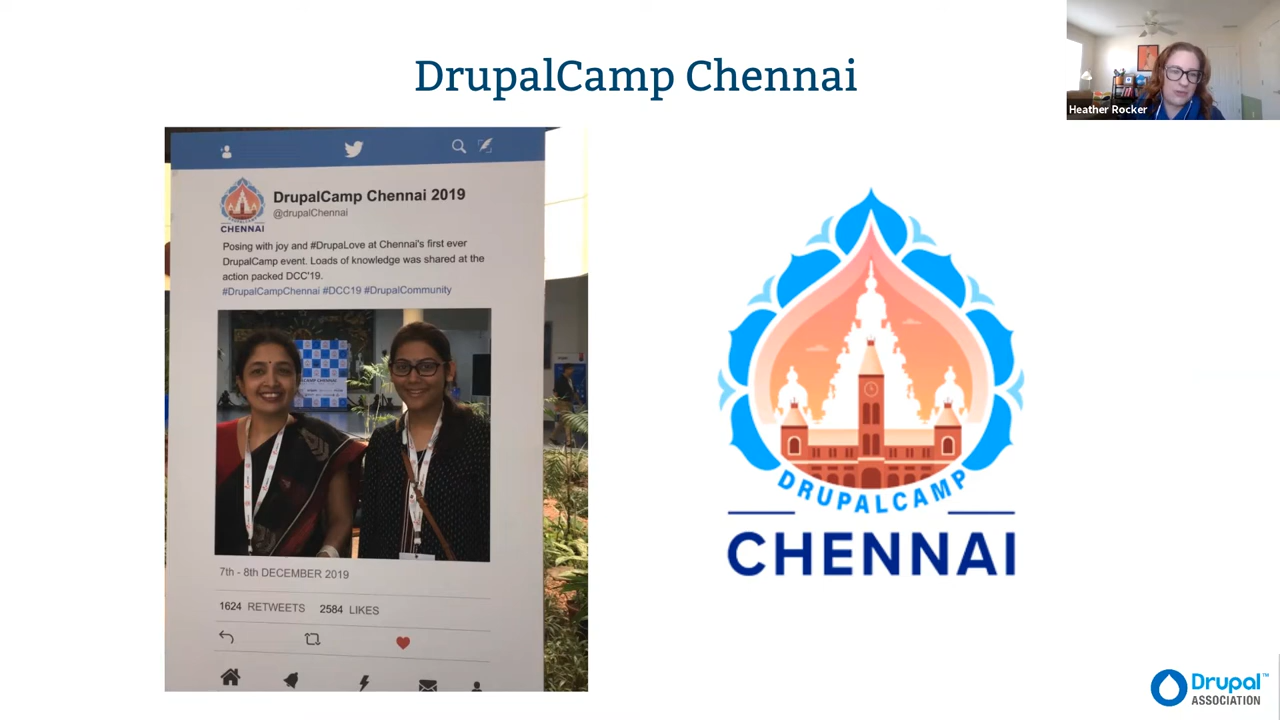 DrupalCamp Chennai
Heather Rocker
DrupalCamp Chennai 2019
@drupalChennai
CHENNAI
Posing with joy and #DrupaLove at Chennai's first ever
DrupalCamp event. Loads of knowledge was shared at the
action packed DCC'19.
#DrupalCampChennai #DCC19 #DrupalCommunity
7th - 8th DECEMBER 2019
1624 RETWEETS 2584 LIKES
DRUPALCAMP
CHENNAI
Drupal™
ASSOCIATION